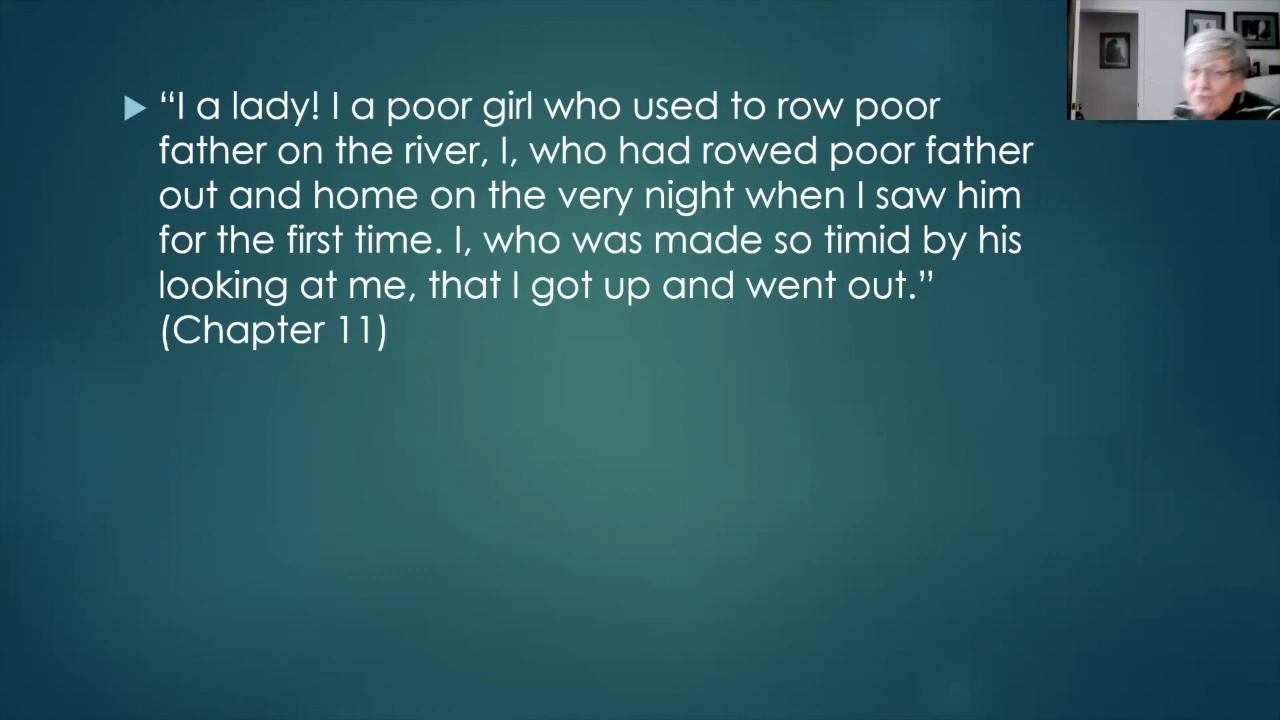 “I a lady! I a poor girl who used to row poor
father on the river, I, who had rowed poor father
out and home on the very night when I saw him
for the first time. I, who was made so timid by his
looking at me, that I got up and went out.”
(Chapter 11)